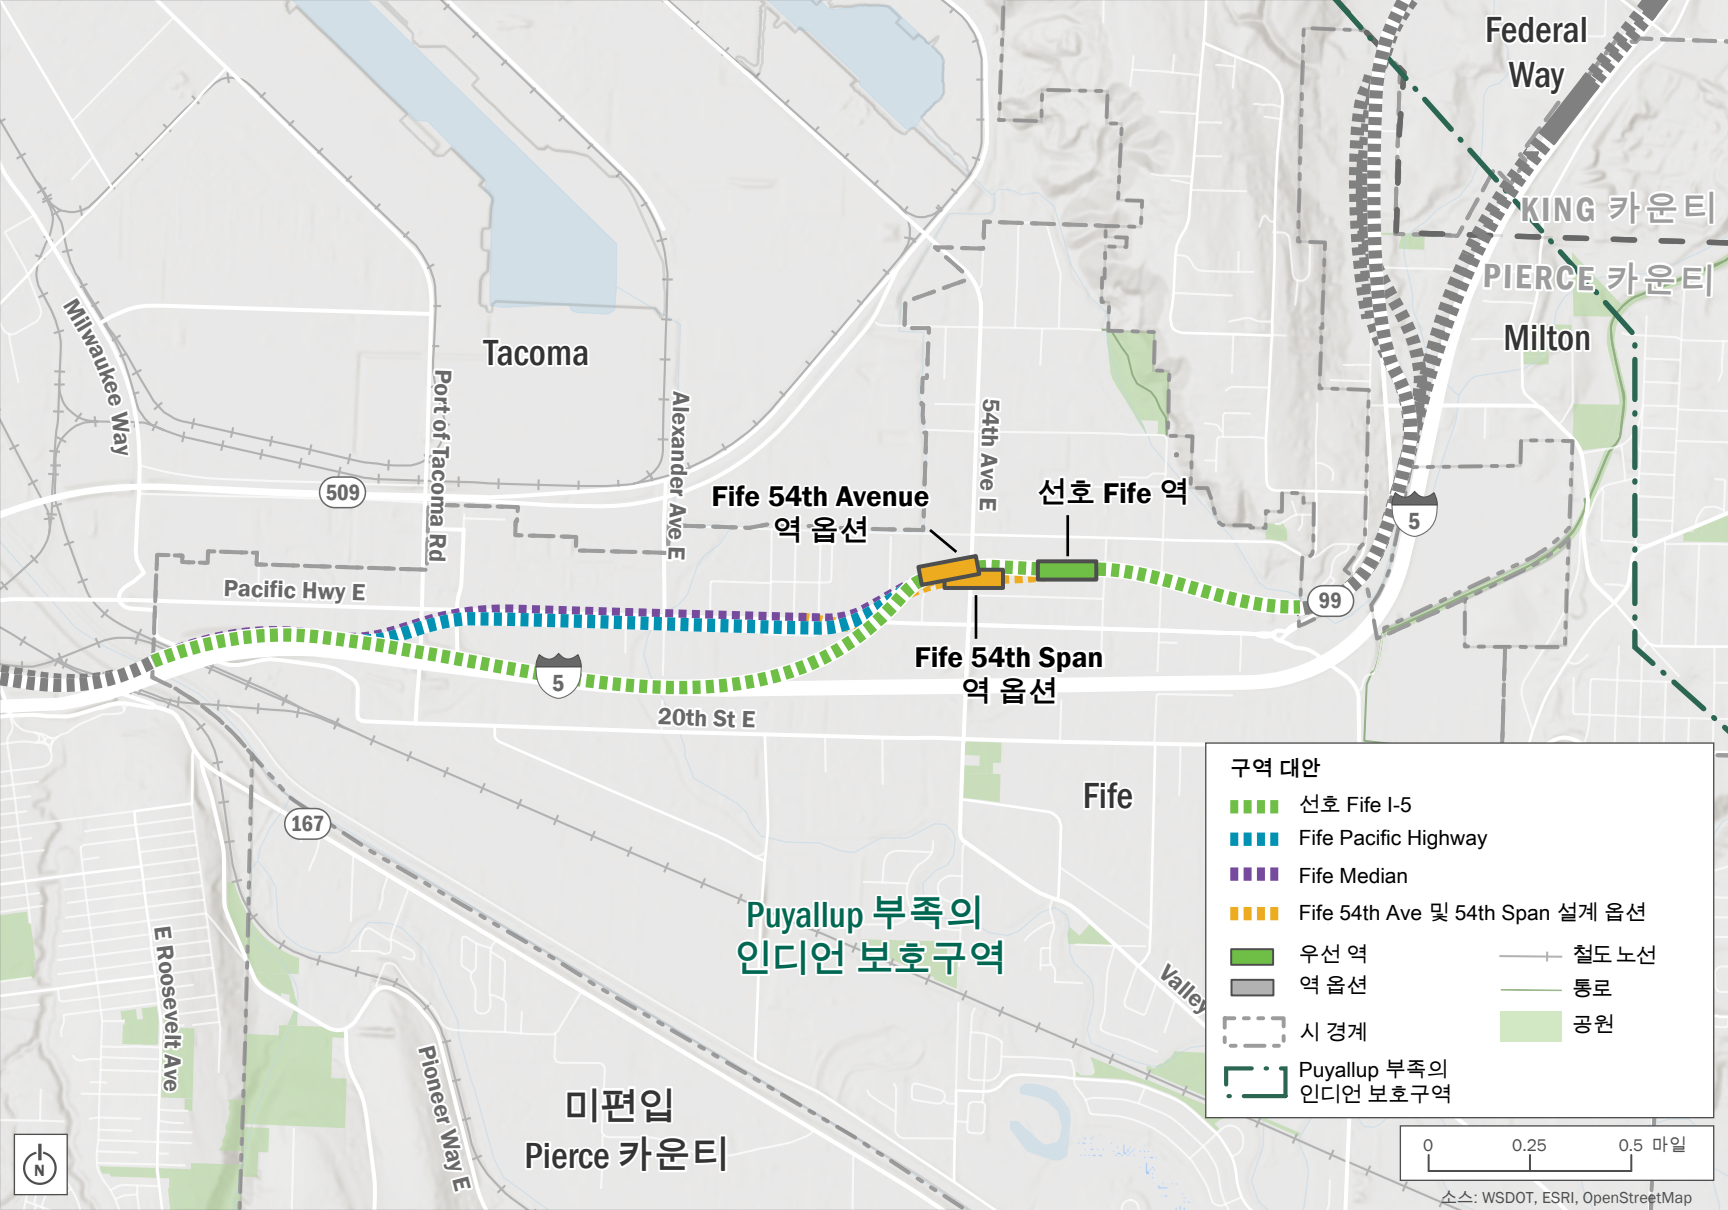 Federal
Way
KING 카운티
PIERCE 카운티
Milton
Tacoma
Milwaukee Way
Port of Tacoma Rd
Alexander Ave E
54th Ave E
509
Fife 54th Avenue
역 옵션
선호 Fife 역
5
99
Pacific Hwy E
Fife 54th Span
역 옵션
5
20th St E
Fife
167
Puyallup 부족의
인디언 보호구역
E Roosevelt Ave
Pioneer Way E
Valley
미편입
Pierce 카운티
구역 대안
선호 Fife I-5
Fife Pacific Highway
Fife Median
Fife 54th Ave 및 54th Span 설계 옵션
우선 역
역 옵션
시 경계
Puyallup 부족의
인디언 보호구역
철도 노선
통로
공원
0 0.25 0.5 마일
N
소스: WSDOT, ESRI, OpenStreetMap